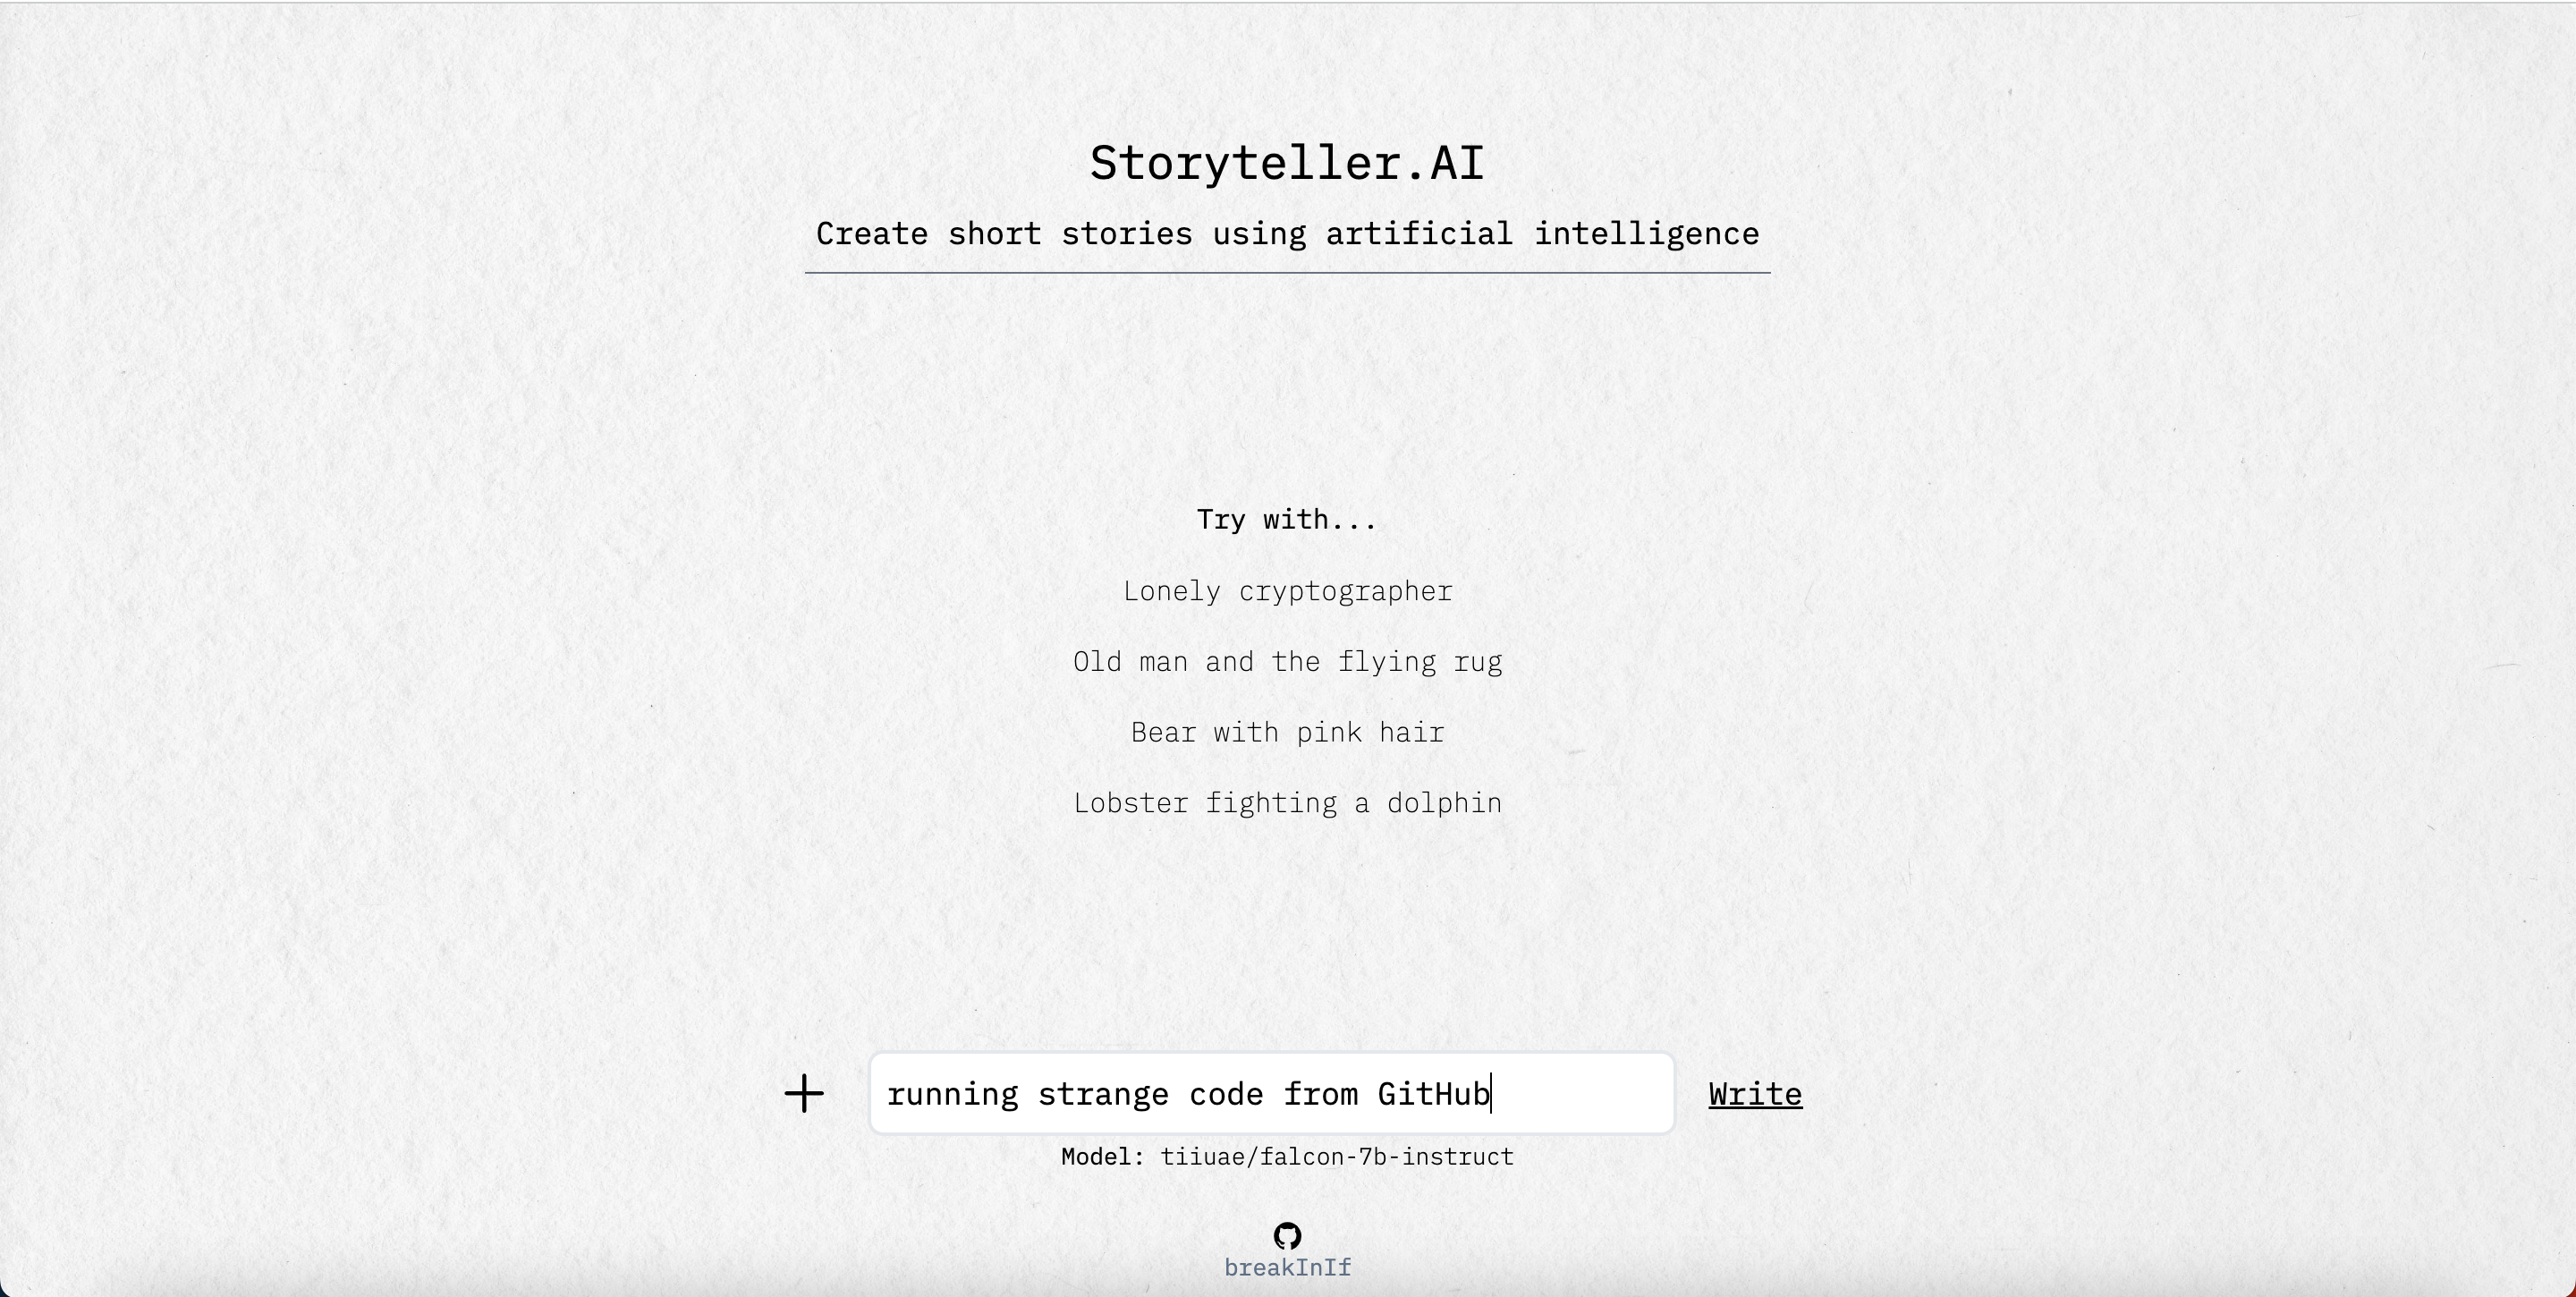 Storyteller.AI
Create short stories using artificial intelligence
Try with...
Lonely cryptographer
Old man and the flying rug
Bear with pink hair
Lobster fighting a dolphin
running strange code from GitHub
Write
Model: tiiuae/falcon-7b-instruct
breakInIf